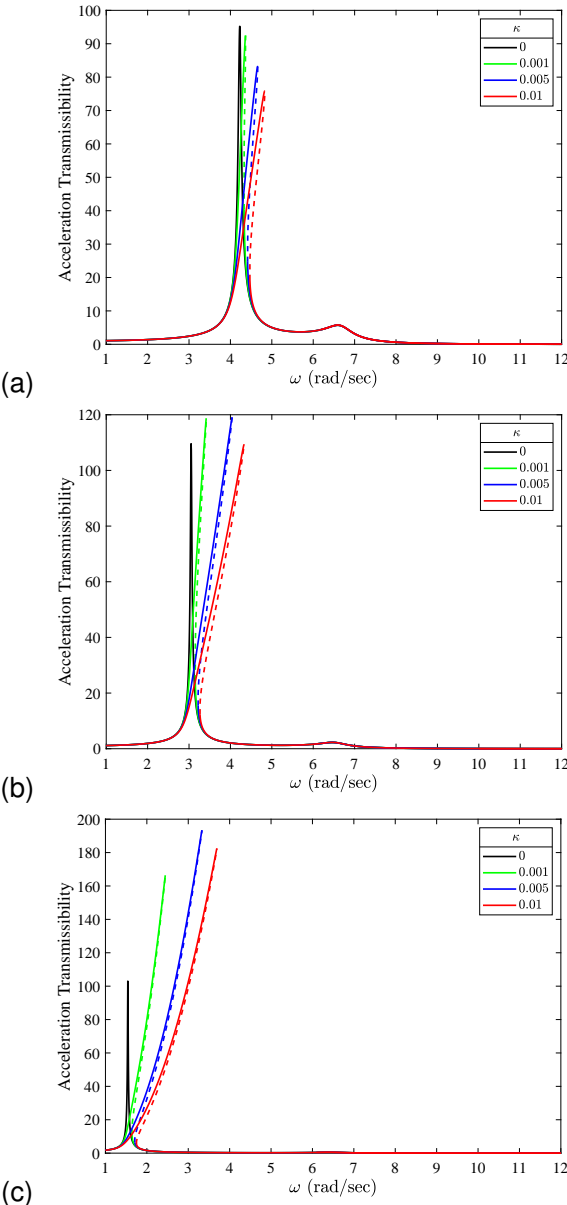 κ
0
0.001
0.005
0.01
Acceleration Transmissibility
100
90
80
70
60
50
40
30
20
10
0
1 2 3 4 5 6 7 8 9 10 11 12
ω (rad/sec)
(a)
κ
0
0.001
0.005
0.01
Acceleration Transmissibility
120
100
80
60
40
20
0
1 2 3 4 5 6 7 8 9 10 11 12
ω (rad/sec)
(b)
κ
0
0.001
0.005
0.01
Acceleration Transmissibility
200
180
160
140
120
100
80
60
40
20
0
1 2 3 4 5 6 7 8 9 10 11 12
ω (rad/sec)
(c)